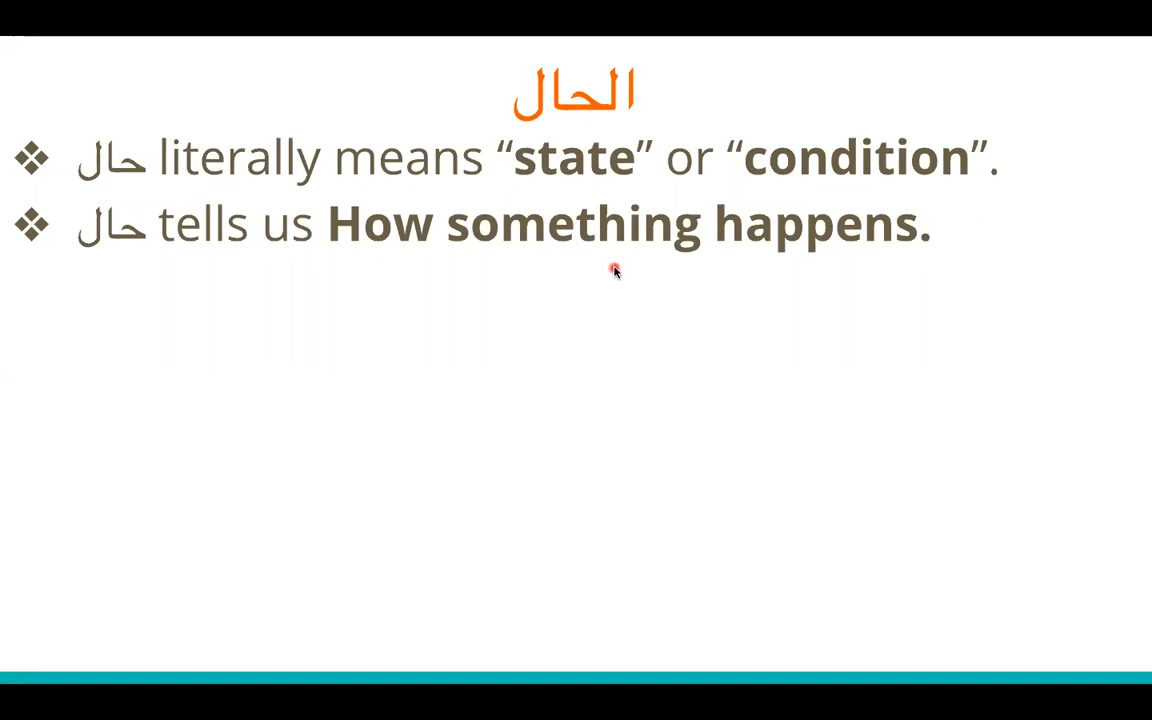 الحال
❖ حال literally means “state” or “condition”.
❖ حال tells us How something happens.